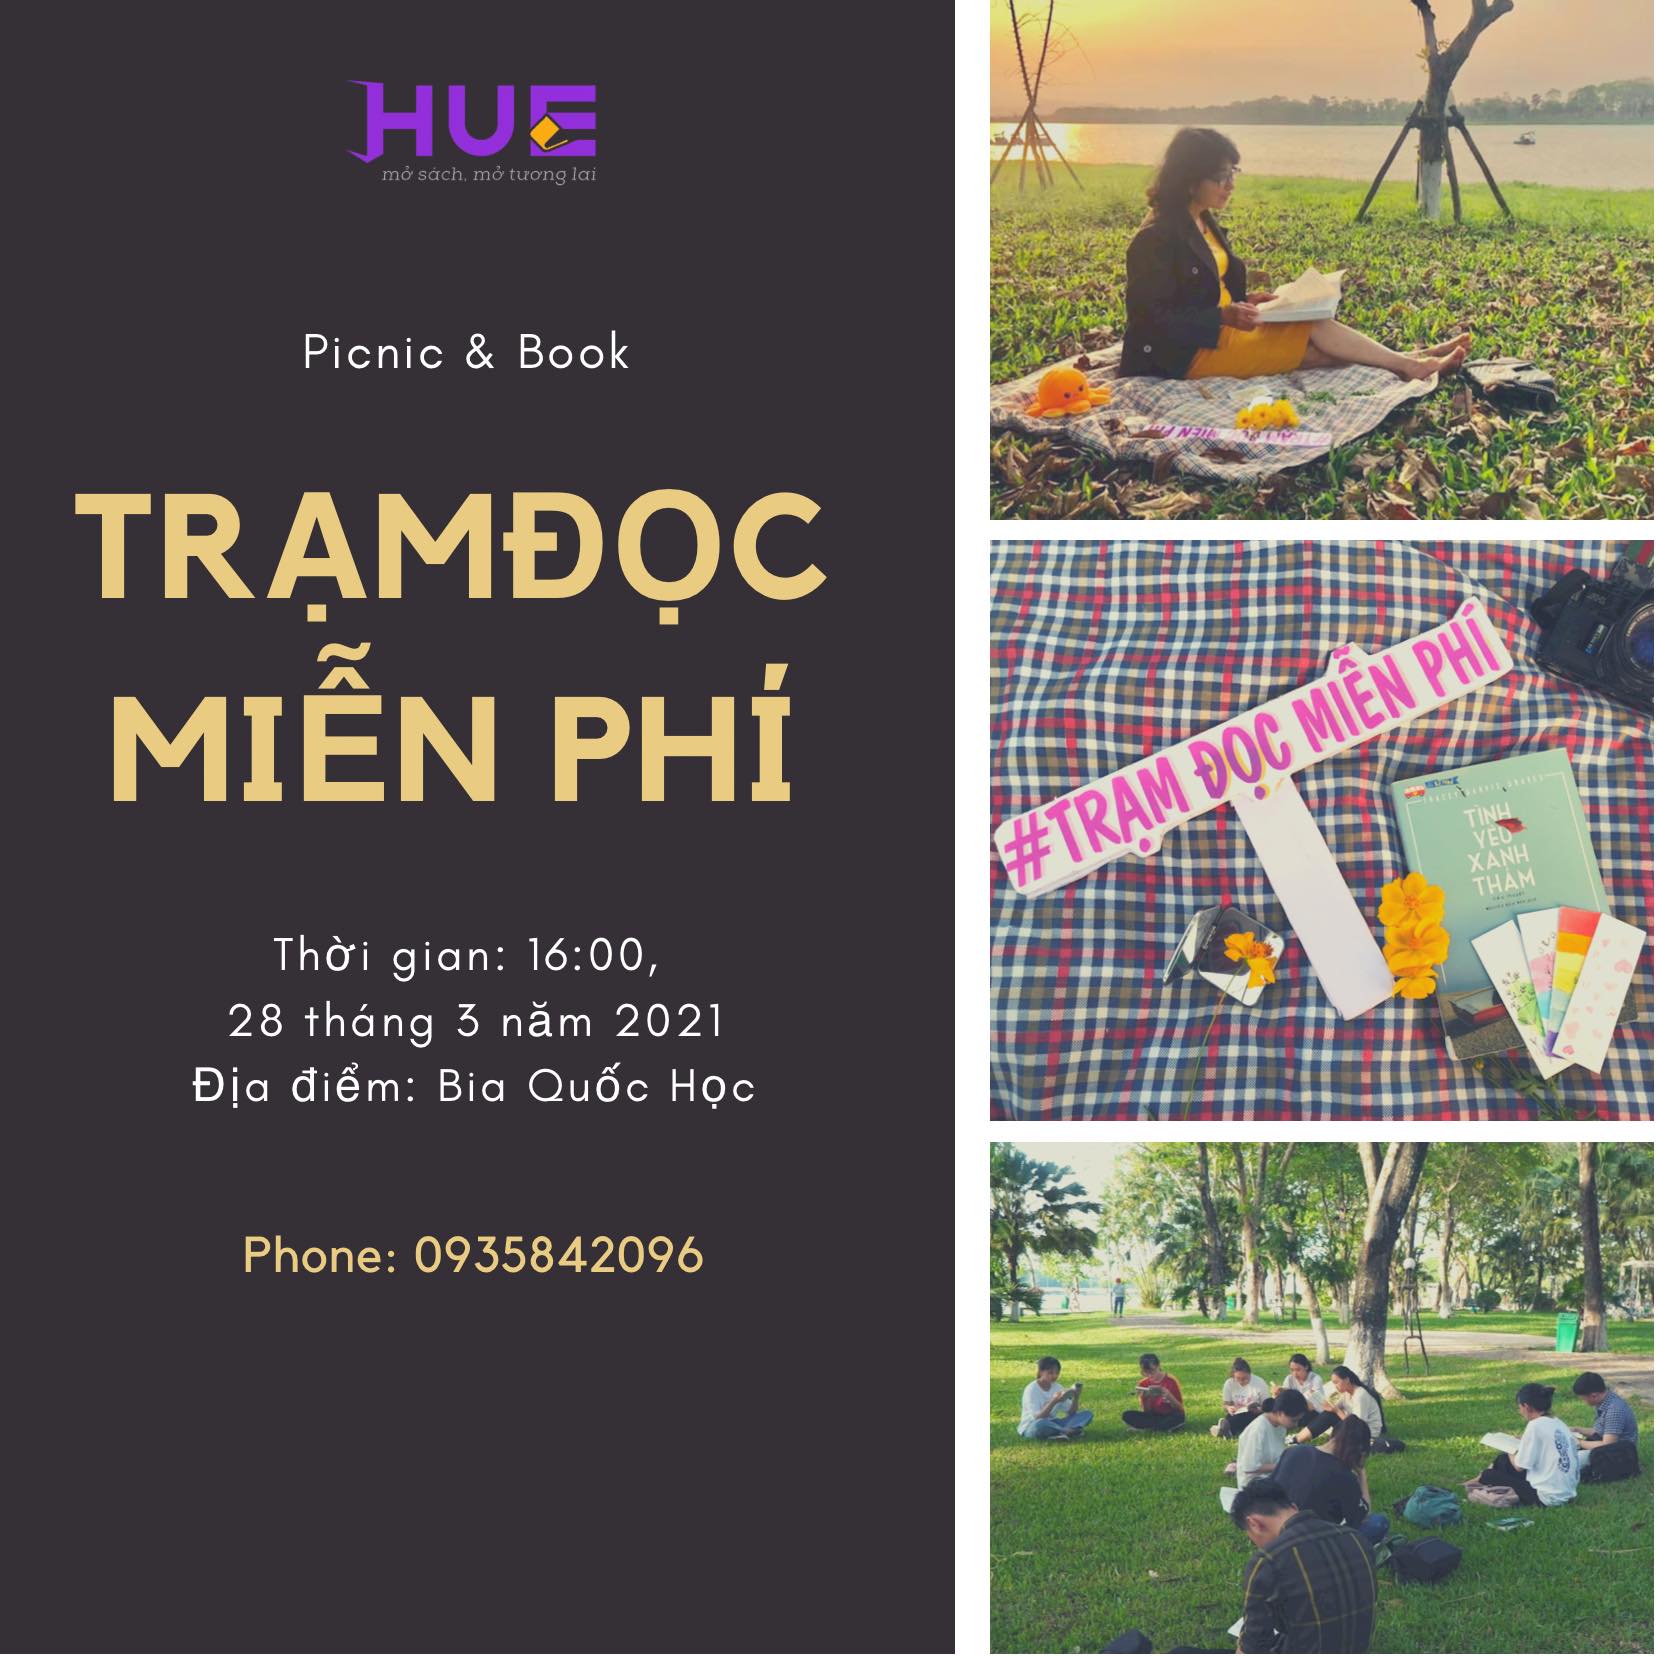 HUE
mở sách, mở tương lai
Picnic & Book
TRẠMĐỌC
MIỄN PHÍ
Thời gian: 16:00,
28 tháng 3 năm 2021
Địa điểm: Bia Quốc Học
Phone: 0935842096
#TRẠM ĐỌC MIỄN PHÍ
TÌNH
YÊU
XANH
THẲM